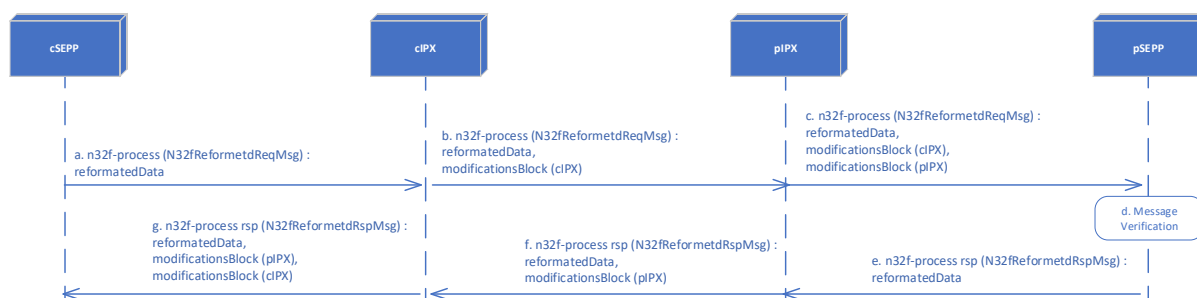 cSEPP
cIPX
pIPX
pSEPP
a. n32f-process (N32fReformetdReqMsg) :
reformatedData
b. n32f-process (N32fReformetdReqMsg) :
reformatedData,
modificationsBlock (cIPX)
c. n32f-process (N32fReformetdReqMsg) :
reformatedData,
modificationsBlock (cIPX),
modificationsBlock (pIPX)
d. Message
Verification
e. n32f-process rsp (N32fReformetdRspMsg) :
reformatedData
f. n32f-process rsp (N32fReformetdRspMsg) :
reformatedData,
modificationsBlock (pIPX)
g. n32f-process rsp (N32fReformetdRspMsg) :
reformatedData,
modificationsBlock (pIPX),
modificationsBlock (cIPX)